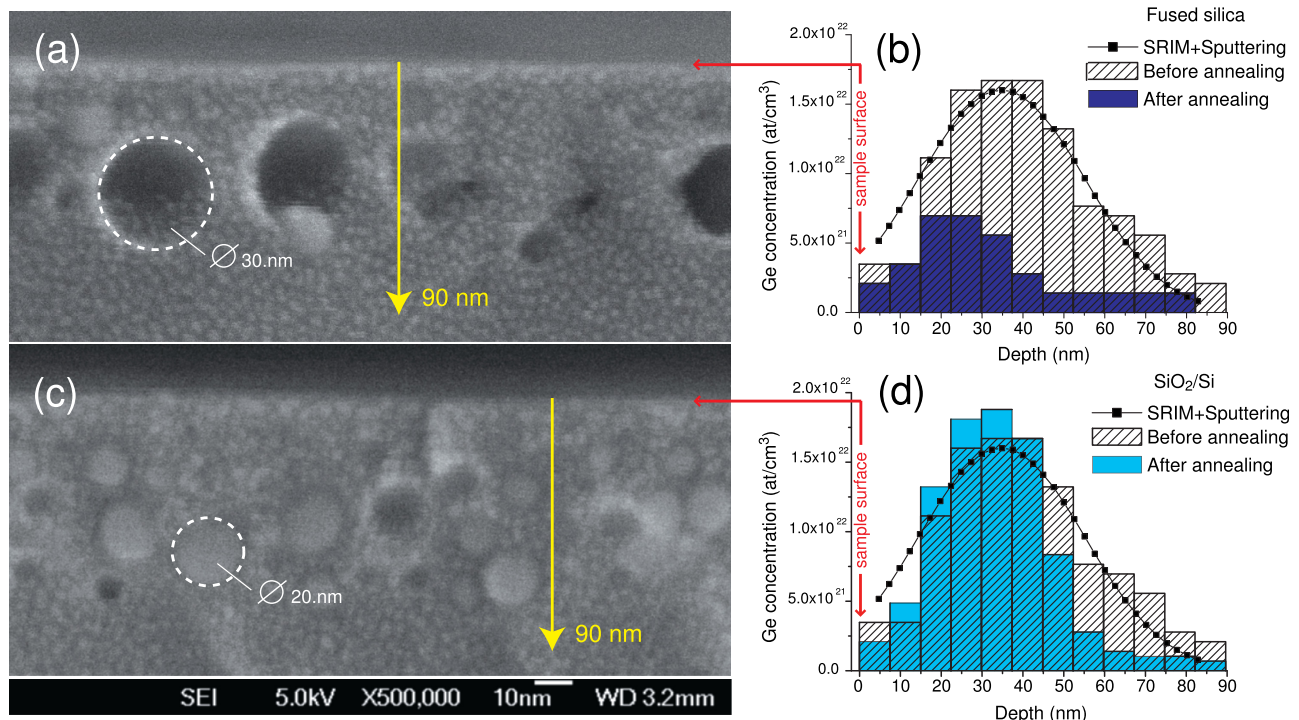 (a)
Ø 30.nm
90 nm
(b)
Fused silica
SRIM+Sputtering
Before annealing
After annealing
2.0x10²²
1.5x10²²
1.0x10²²
5.0x10²¹
0.0
Ge concentration (at/cm³)
sample surface
0 10 20 30 40 50 60 70 80 90
Depth (nm)
(c)
Ø 20.nm
90 nm
(d)
SiO₂/Si
SRIM+Sputtering
Before annealing
After annealing
2.0x10²²
1.5x10²²
1.0x10²²
5.0x10²¹
0.0
Ge concentration (at/cm³)
sample surface
0 10 20 30 40 50 60 70 80 90
Depth (nm)
SEI 5.0kV X500,000 10nm WD 3.2mm